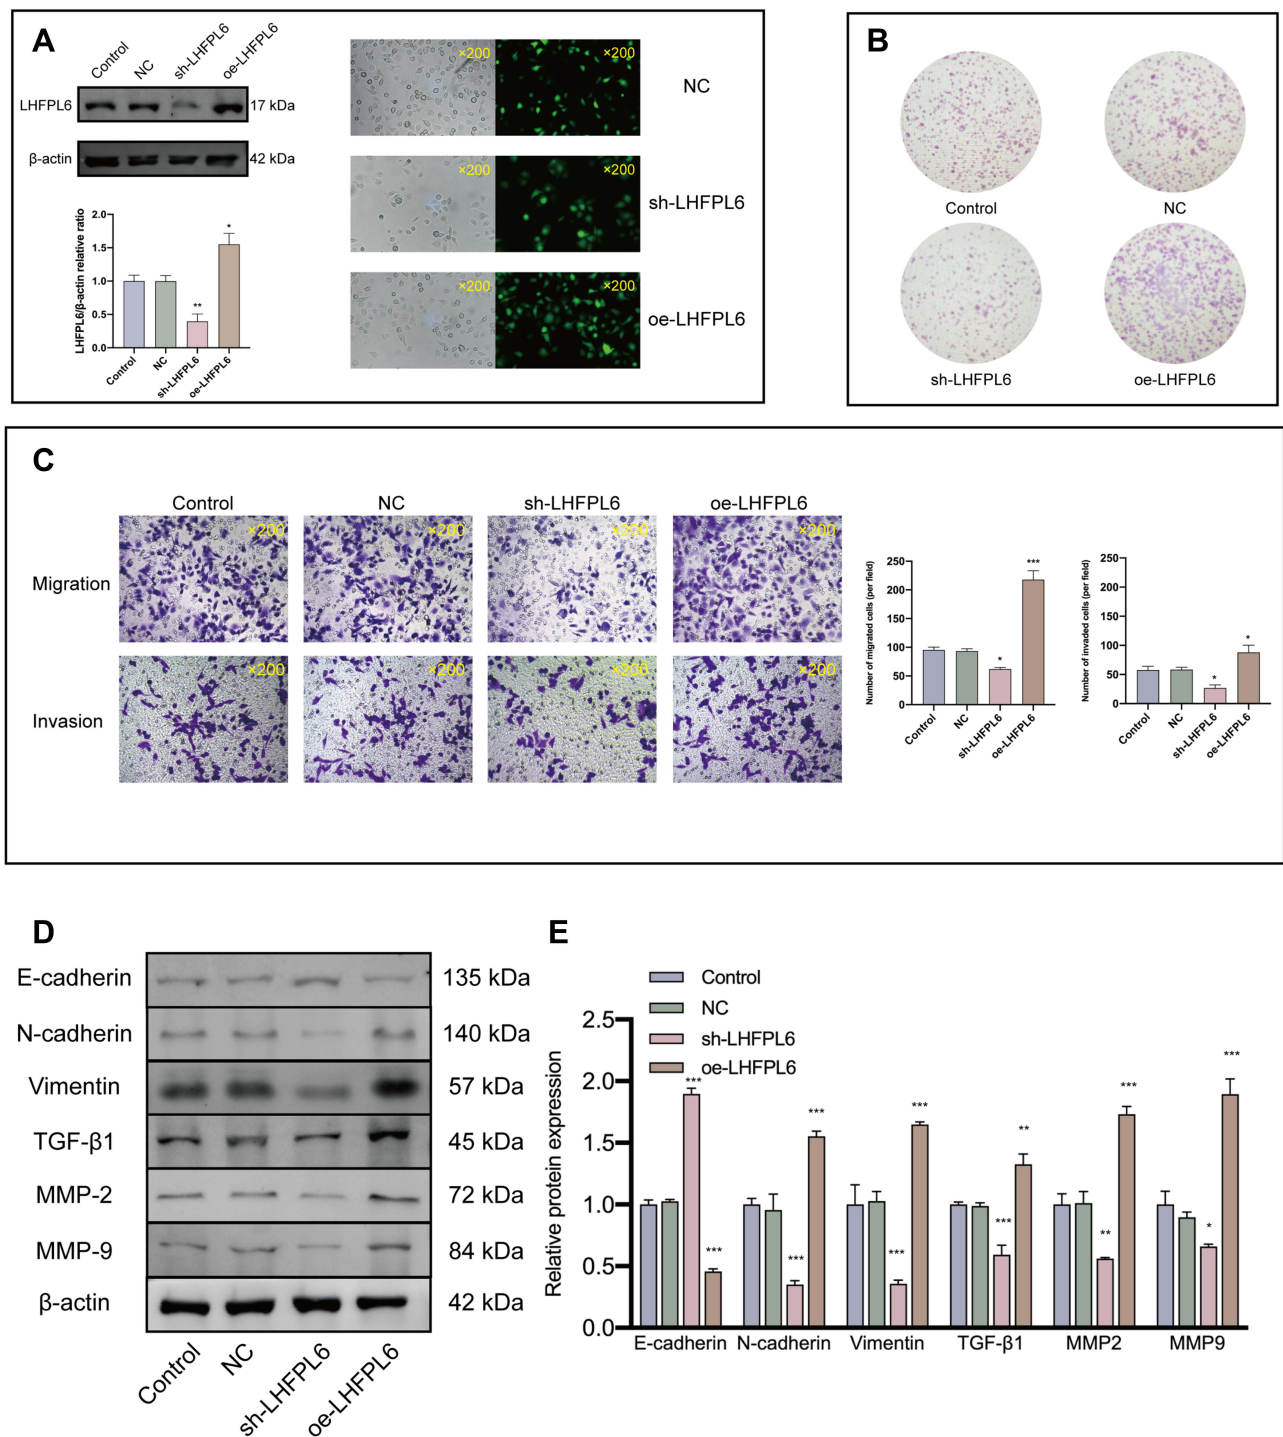 A
Control
NC
sh-LHFPL6
oe-LHFPL6
LHFPL6
17 kDa
β-actin
42 kDa
LHFPL6/β-actin relative ratio
2.0
1.5
1.0
0.5
0.0
*
**
Control
NC
sh-LHFPL6
oe-LHFPL6
×200
×200
NC
×200
×200
sh-LHFPL6
×200
×200
oe-LHFPL6
B
Control
NC
sh-LHFPL6
oe-LHFPL6
C
Control
NC
sh-LHFPL6
oe-LHFPL6
Migration
×200
×200
×200
×200
Invasion
×200
×200
×200
×200
Number of migrated cells (per field)
250
200
150
100
50
0
*
***
Control
NC
sh-LHFPL6
oe-LHFPL6
Number of invaded cells (per field)
250
200
150
100
50
0
*
*
Control
NC
sh-LHFPL6
oe-LHFPL6
D
E-cadherin
135 kDa
N-cadherin
140 kDa
Vimentin
57 kDa
TGF-β1
45 kDa
MMP-2
72 kDa
MMP-9
84 kDa
β-actin
42 kDa
Control
NC
sh-LHFPL6
oe-LHFPL6
E
Control
NC
sh-LHFPL6
oe-LHFPL6
Relative protein expression
2.5
2.0
1.5
1.0
0.5
0.0
***
***
***
***
***
***
***
**
**
***
*
***
E-cadherin
N-cadherin
Vimentin
TGF-β1
MMP2
MMP9